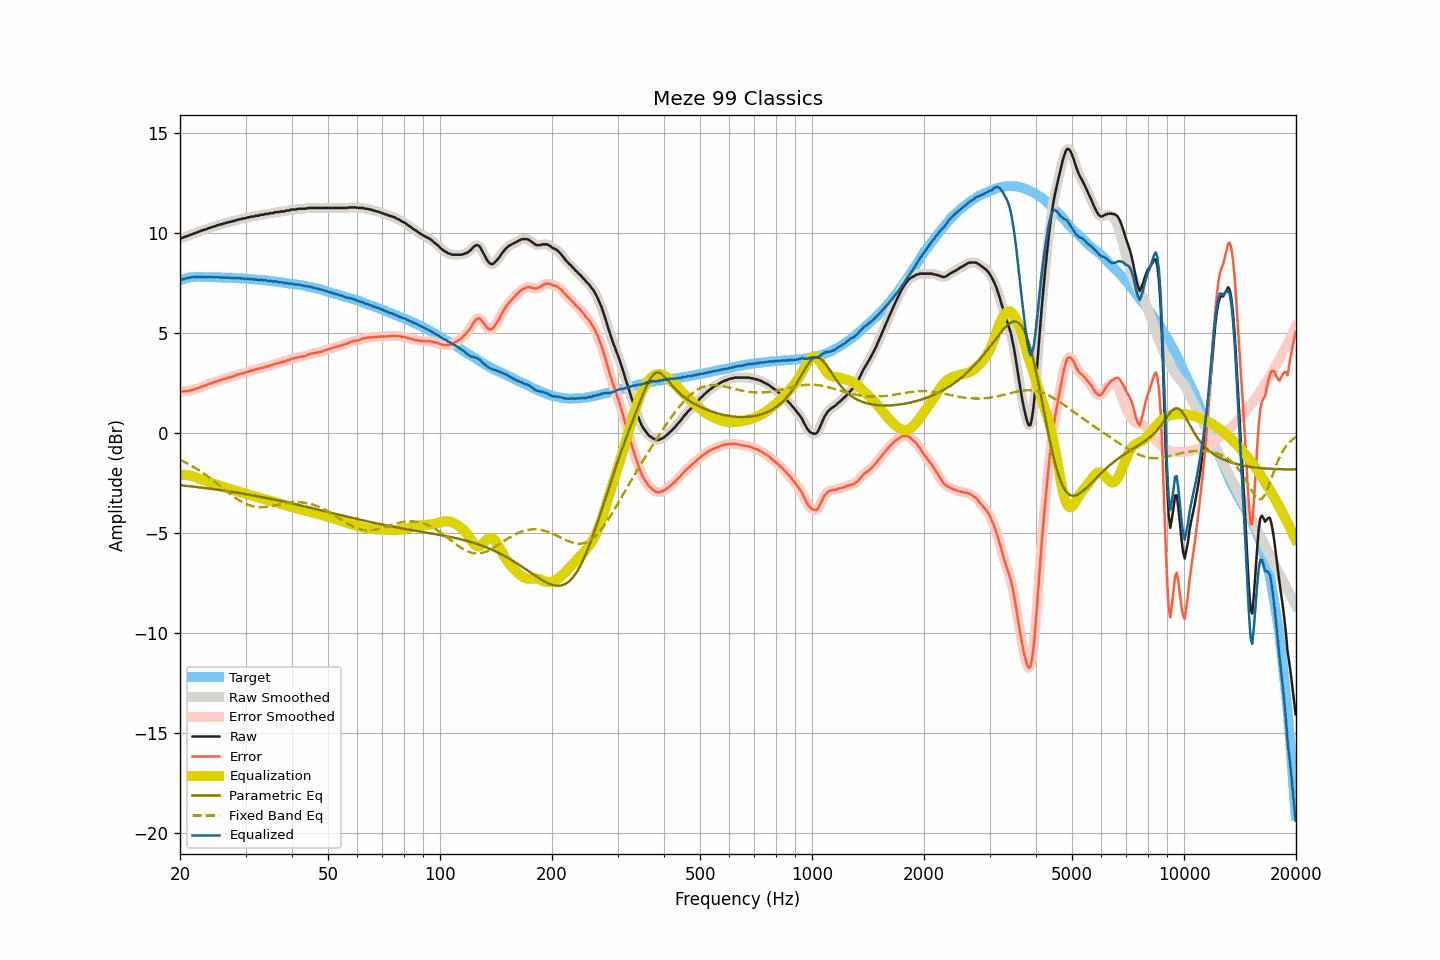 Meze 99 Classics
Amplitude (dBr)
15
10
5
0
−5
−10
−15
−20
Target
Raw Smoothed
Error Smoothed
Raw
Error
Equalization
Parametric Eq
Fixed Band Eq
Equalized
20 50 100 200 500 1000 2000 5000 10000 20000
Frequency (Hz)